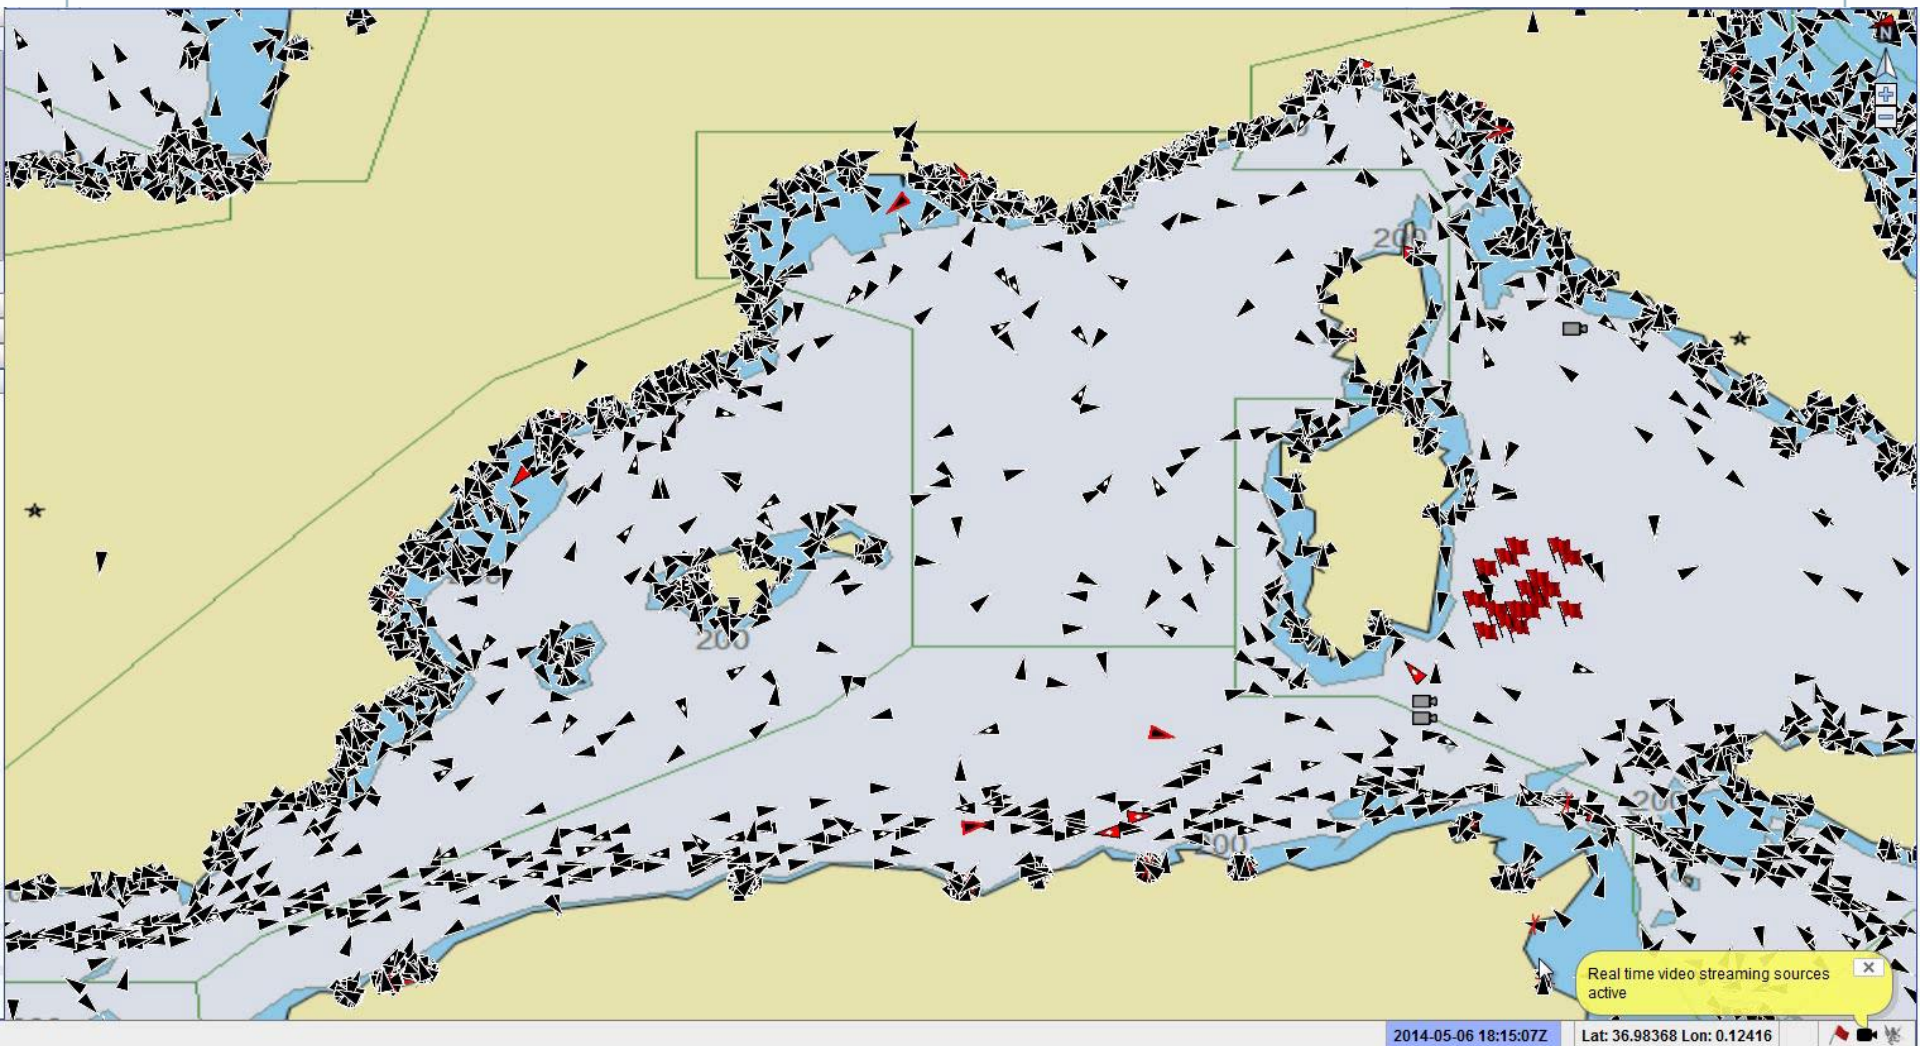 N
200
200
200
200
Real time video streaming sources
active
2014-05-06 18:15:07Z
Lat: 36.98368 Lon: 0.12416